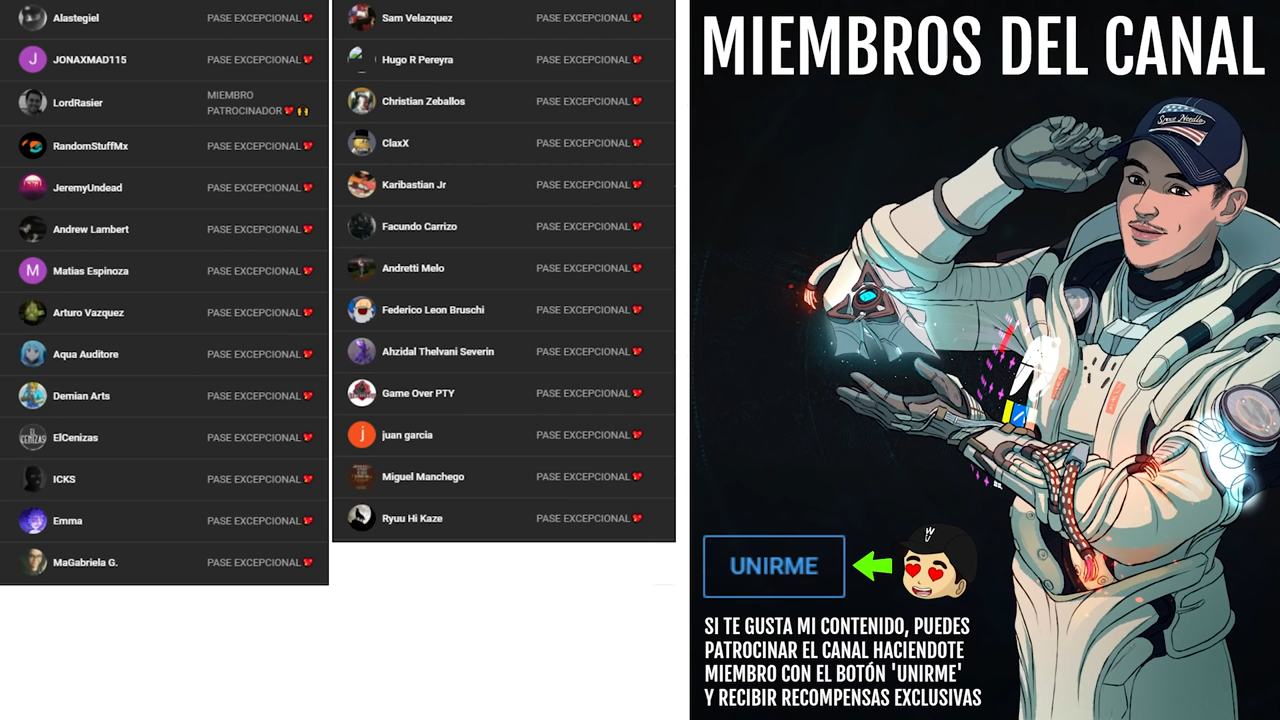 Alastegiel PASE EXCEPCIONAL
JONAXMAD115 PASE EXCEPCIONAL
LordRasier MIEMBRO
PATROCINADOR
RandomStuffMx PASE EXCEPCIONAL
JeremyUndead PASE EXCEPCIONAL
Andrew Lambert PASE EXCEPCIONAL
M Matias Espinoza PASE EXCEPCIONAL
Arturo Vazquez PASE EXCEPCIONAL
Aqua Auditore PASE EXCEPCIONAL
Demian Arts PASE EXCEPCIONAL
EL CENIZAS ElCenizas PASE EXCEPCIONAL
ICKS PASE EXCEPCIONAL
Emma PASE EXCEPCIONAL
MaGabriela G. PASE EXCEPCIONAL
Sam Velazquez PASE EXCEPCIONAL
Hugo R Pereyra PASE EXCEPCIONAL
Christian Zeballos PASE EXCEPCIONAL
ClaxX PASE EXCEPCIONAL
Karibastian Jr PASE EXCEPCIONAL
Facundo Carrizo PASE EXCEPCIONAL
Andretti Melo PASE EXCEPCIONAL
Federico Leon Bruschi PASE EXCEPCIONAL
Ahzidal Thelvani Severin PASE EXCEPCIONAL
Game Over PTY PASE EXCEPCIONAL
j juan garcia PASE EXCEPCIONAL
Miguel Manchego PASE EXCEPCIONAL
Ryuu Hi Kaze PASE EXCEPCIONAL
MIEMBROS DEL CANAL
Space Needle
UNIRME
SI TE GUSTA MI CONTENIDO, PUEDES
PATROCINAR EL CANAL HACIENDOTE
MIEMBRO CON EL BOTÓN 'UNIRME'
Y RECIBIR RECOMPENSAS EXCLUSIVAS